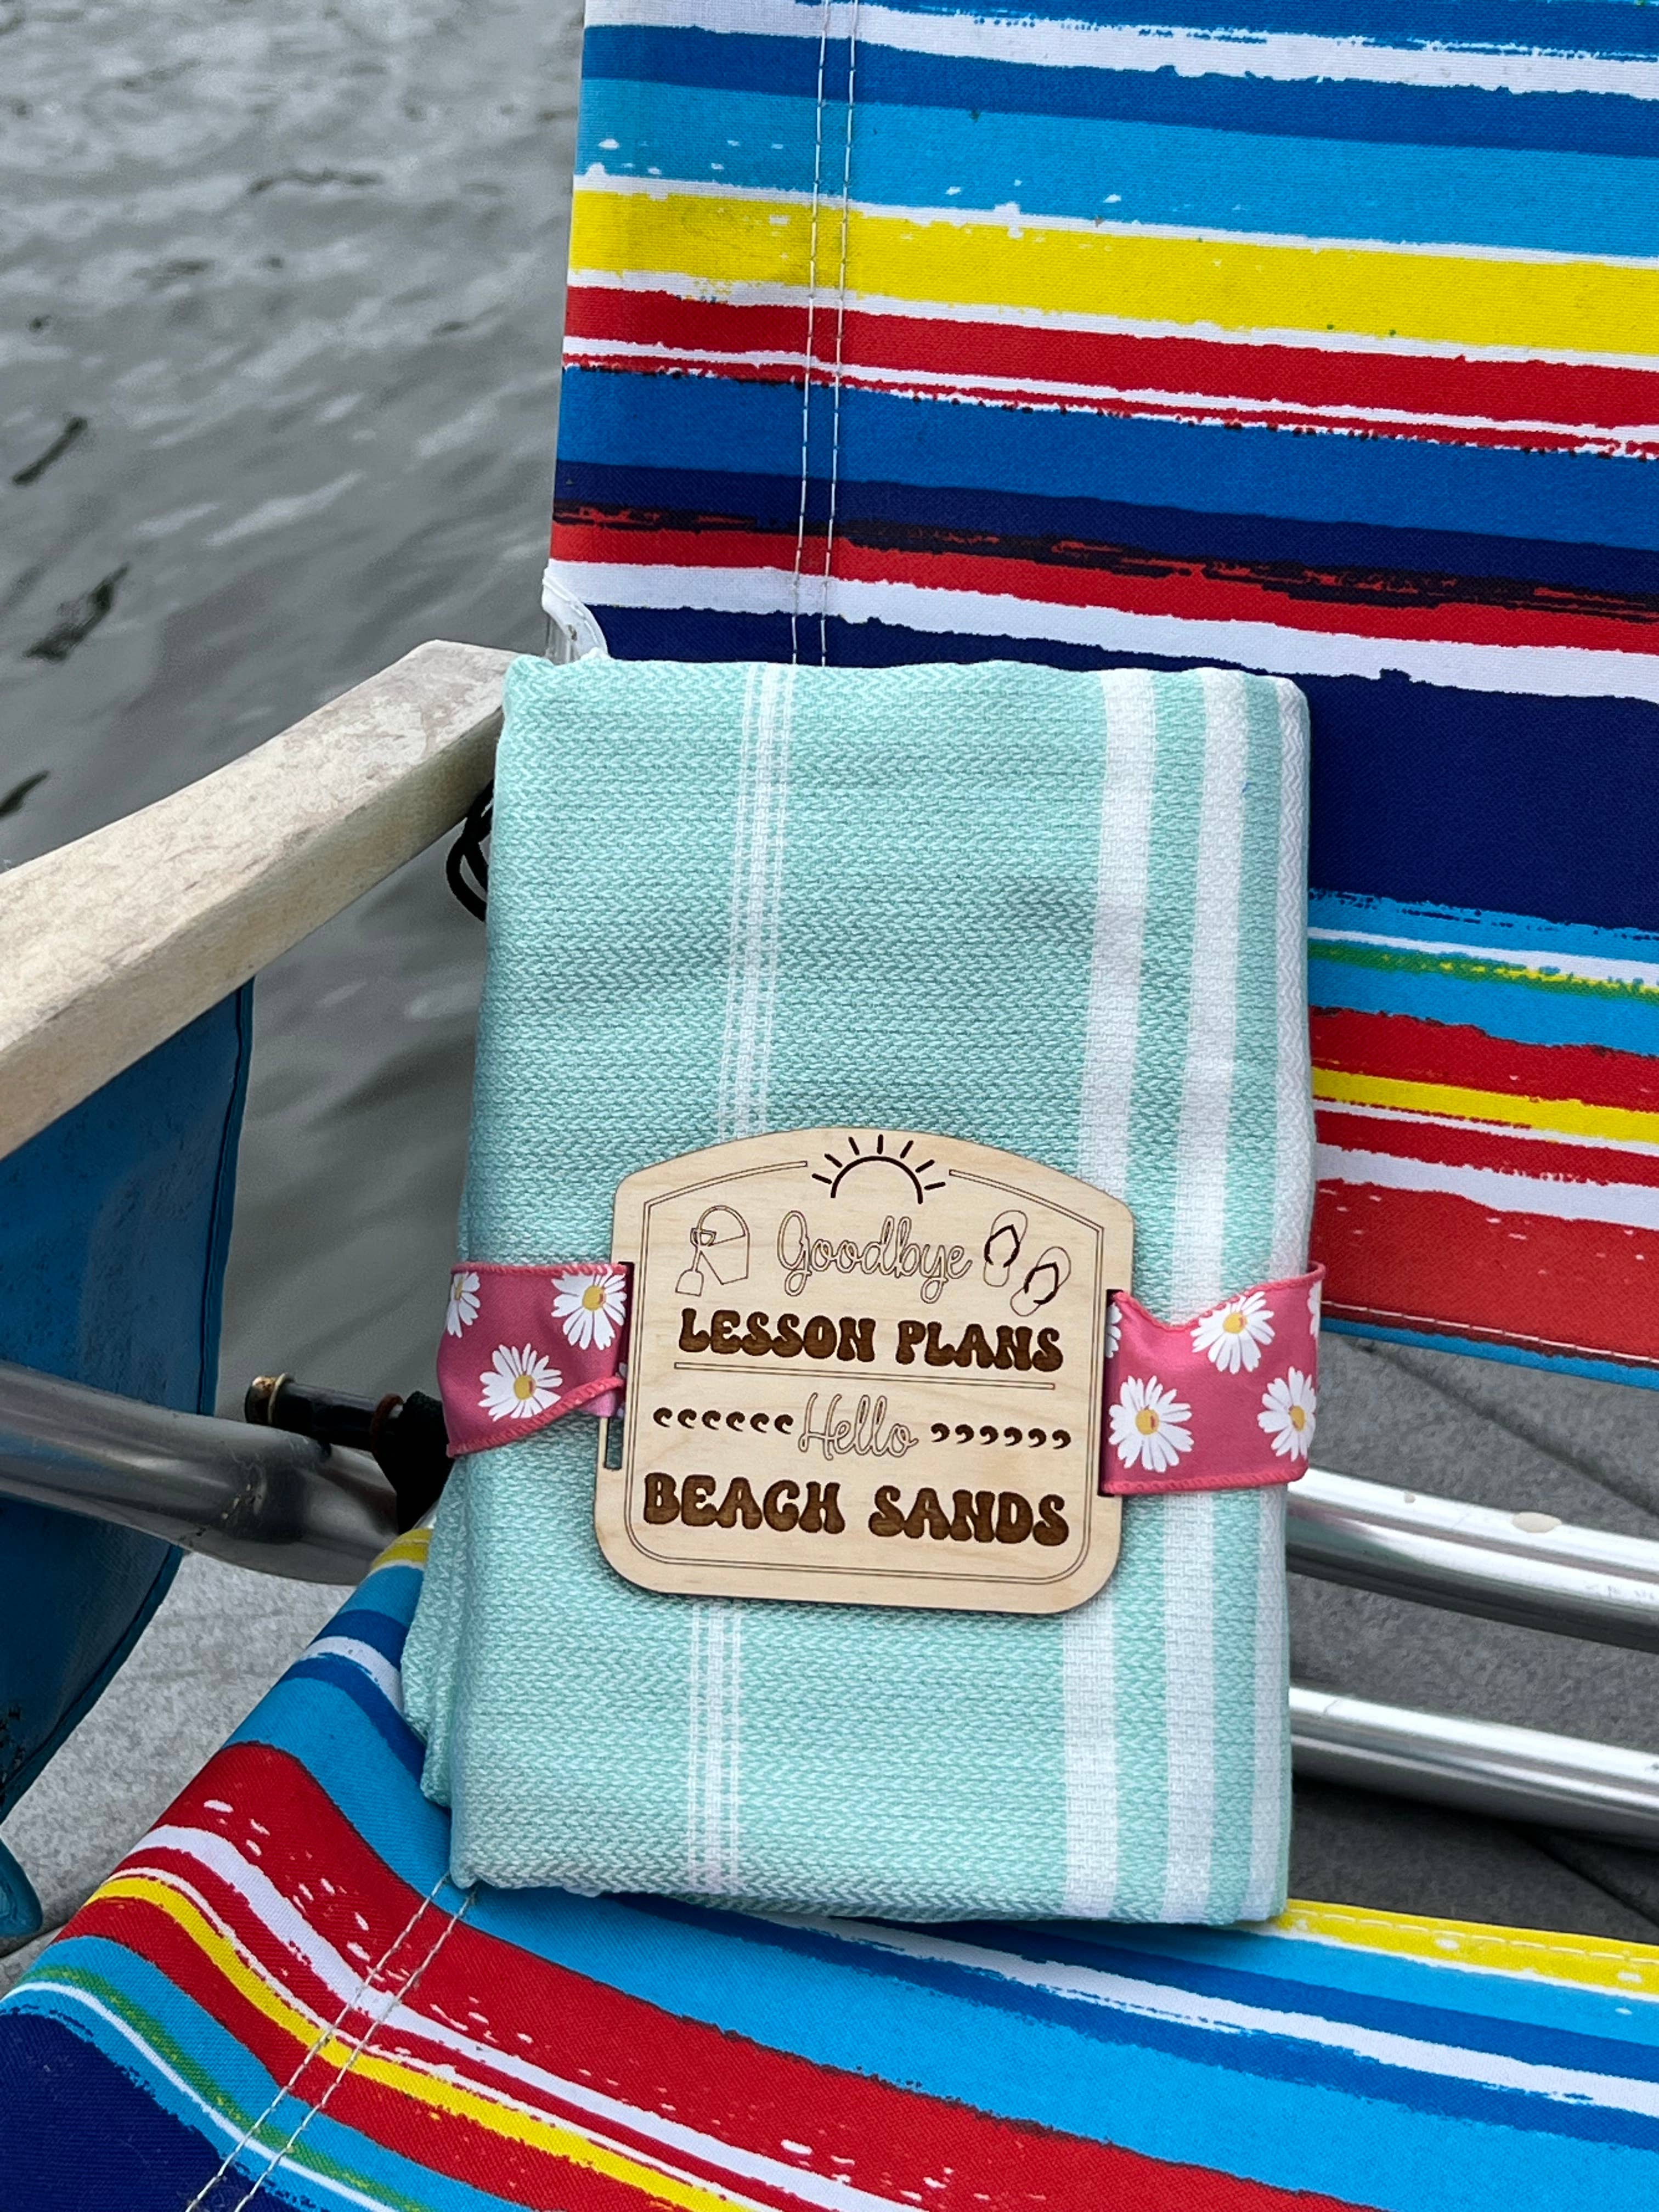 Goodbye
LESSON PLANS
Hello
BEACH SANDS